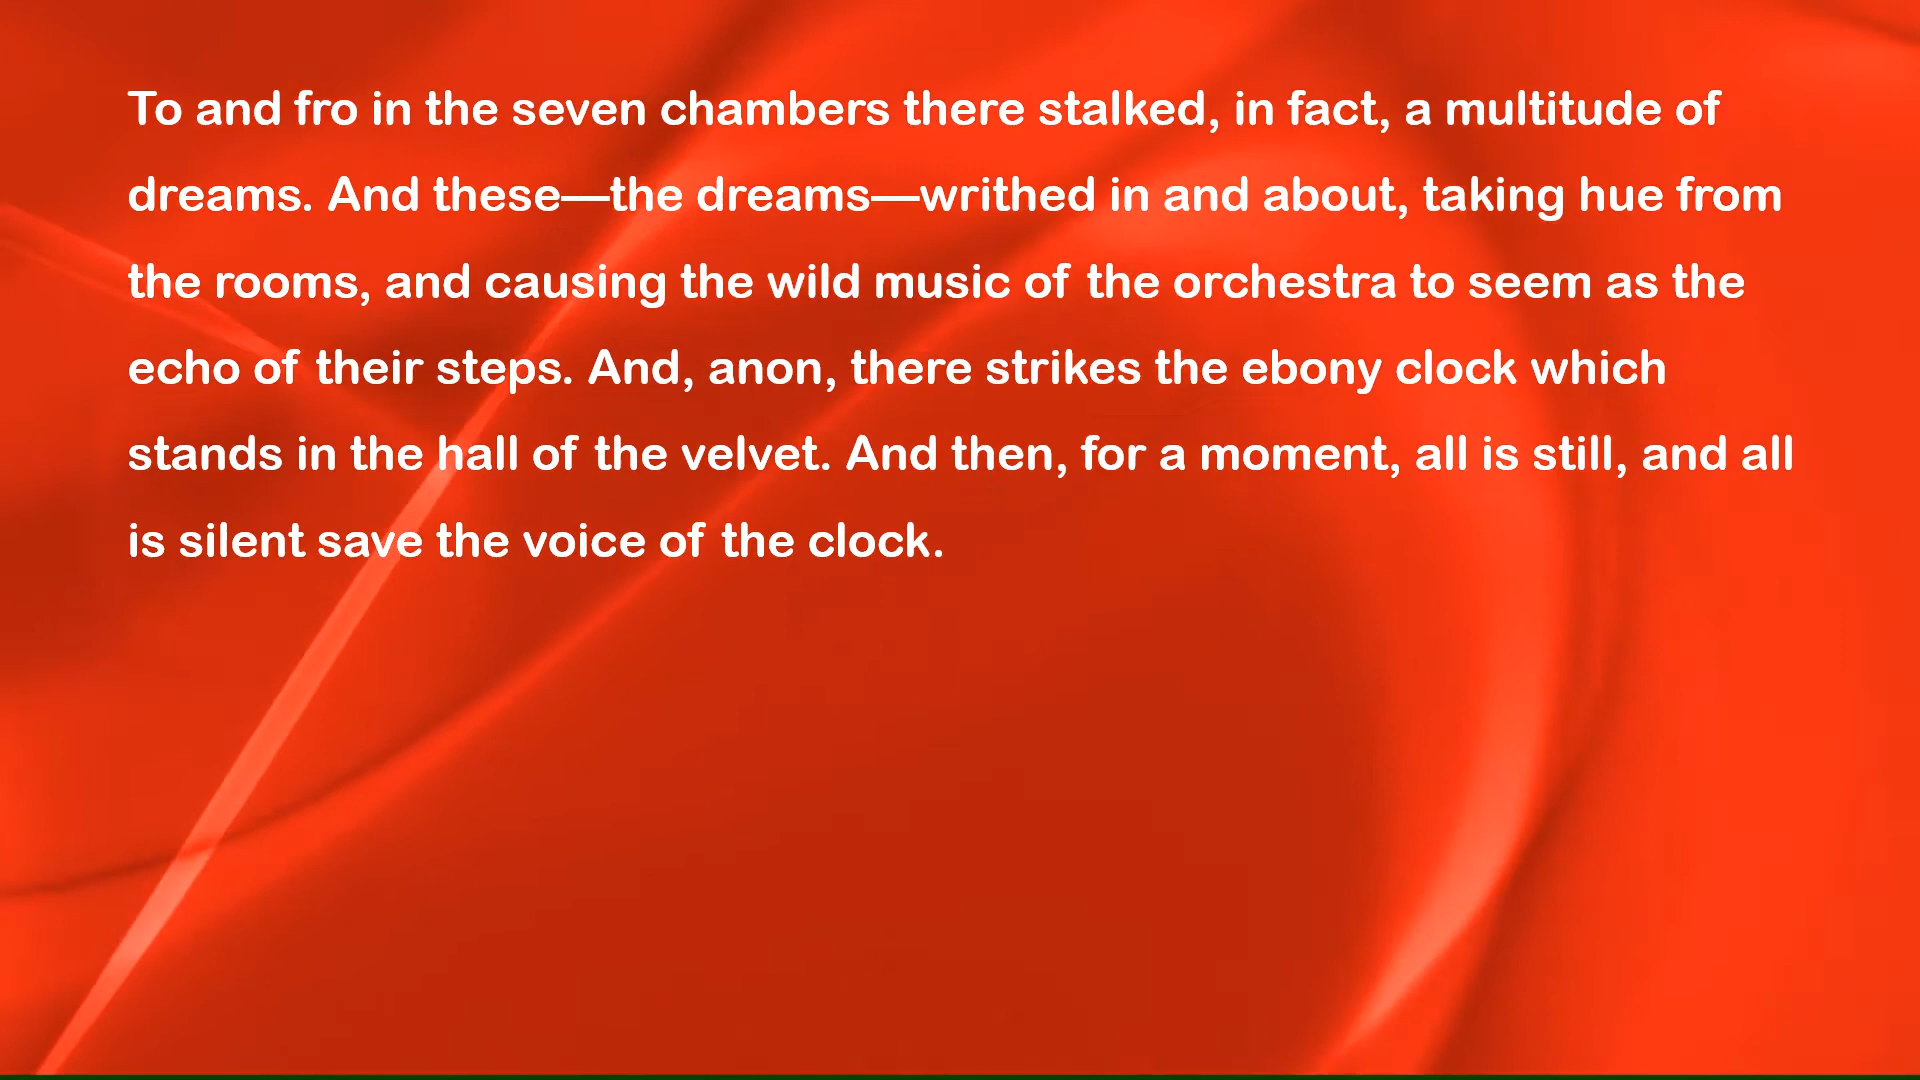 To and fro in the seven chambers there stalked, in fact, a multitude of
dreams. And these—the dreams—writhed in and about, taking hue from
the rooms, and causing the wild music of the orchestra to seem as the
echo of their steps. And, anon, there strikes the ebony clock which
stands in the hall of the velvet. And then, for a moment, all is still, and all
is silent save the voice of the clock.